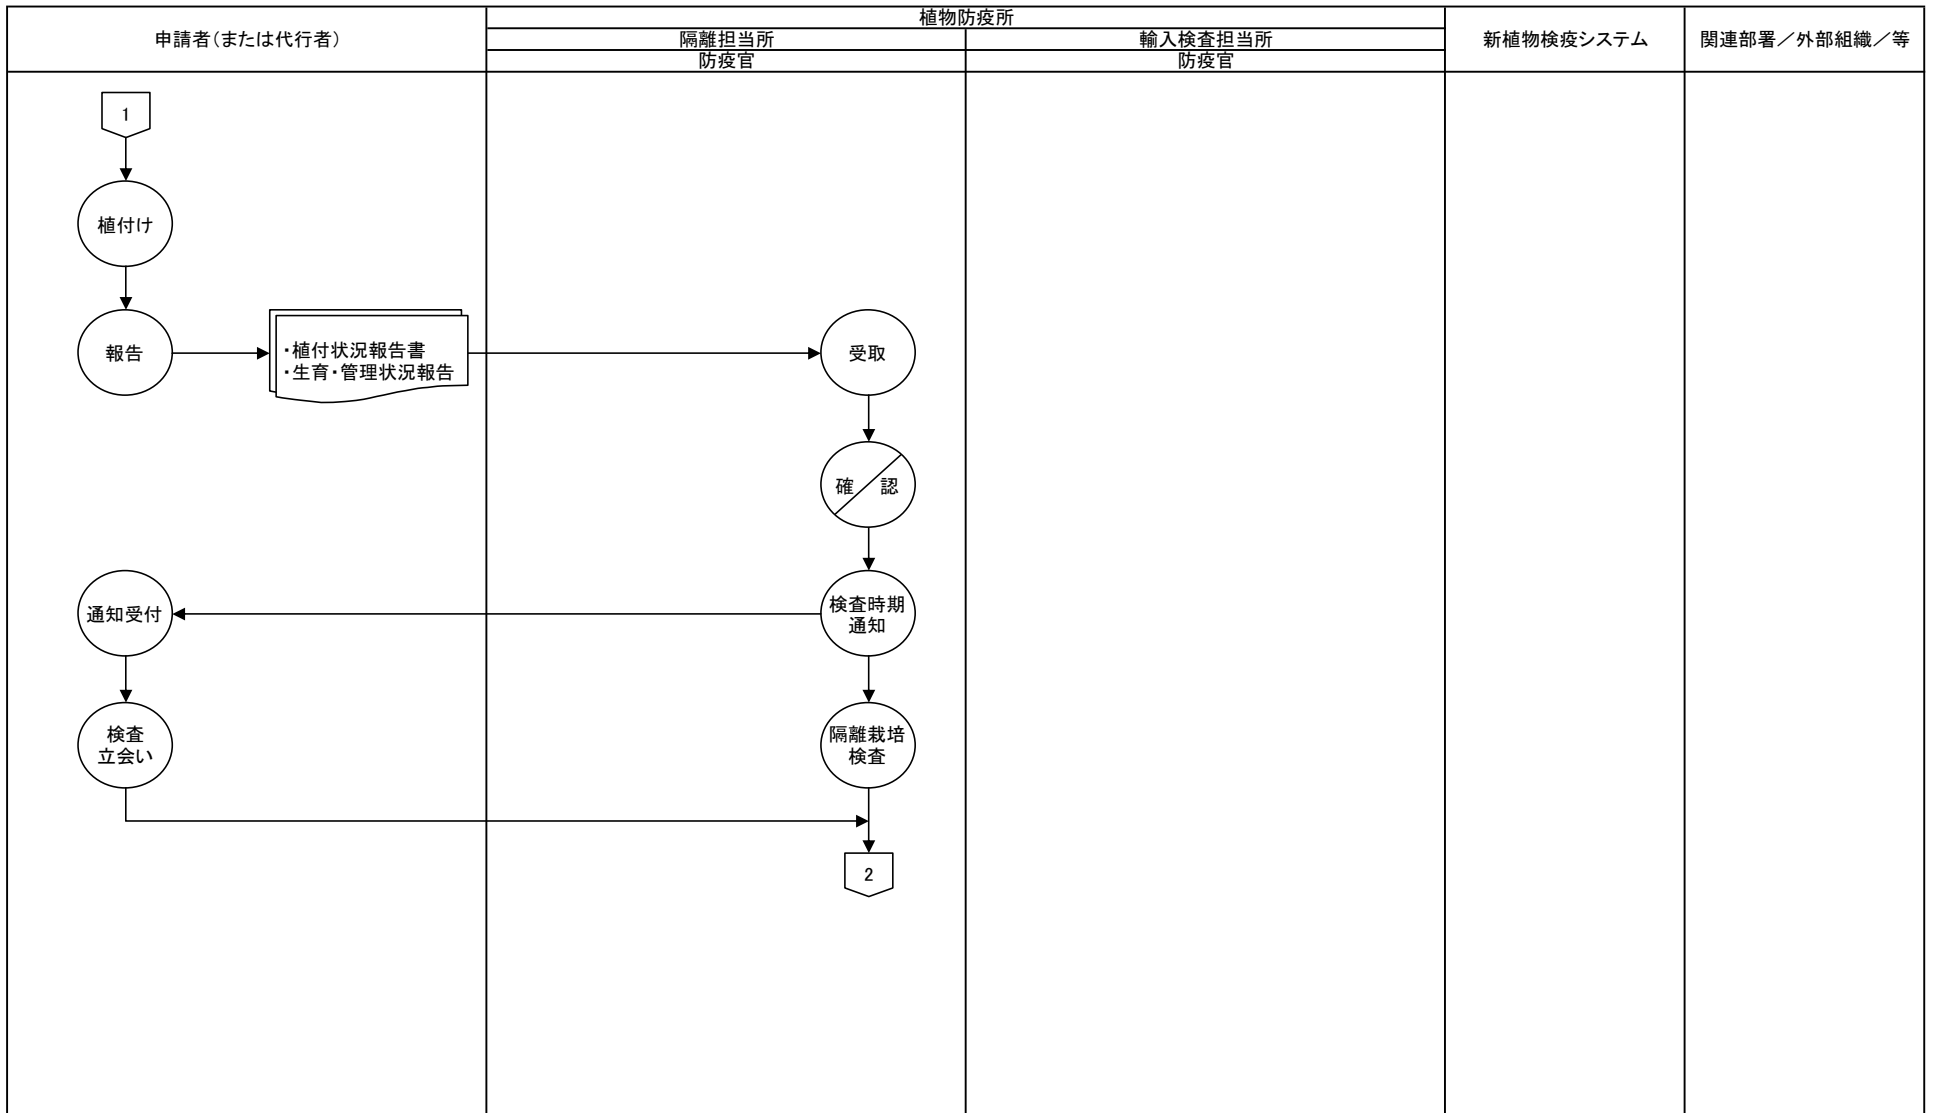 植物防疫所
申請者（または代行者）
隔離担当所
輸入検査担当所
新植物検疫システム
関連部署／外部組織／等
防疫官
防疫官
1
植付け
報告
・植付状況報告書
・生育・管理状況報告
受取
確 認
通知受付
検査時期
通知
検査
立会い
隔離栽培
検査
2